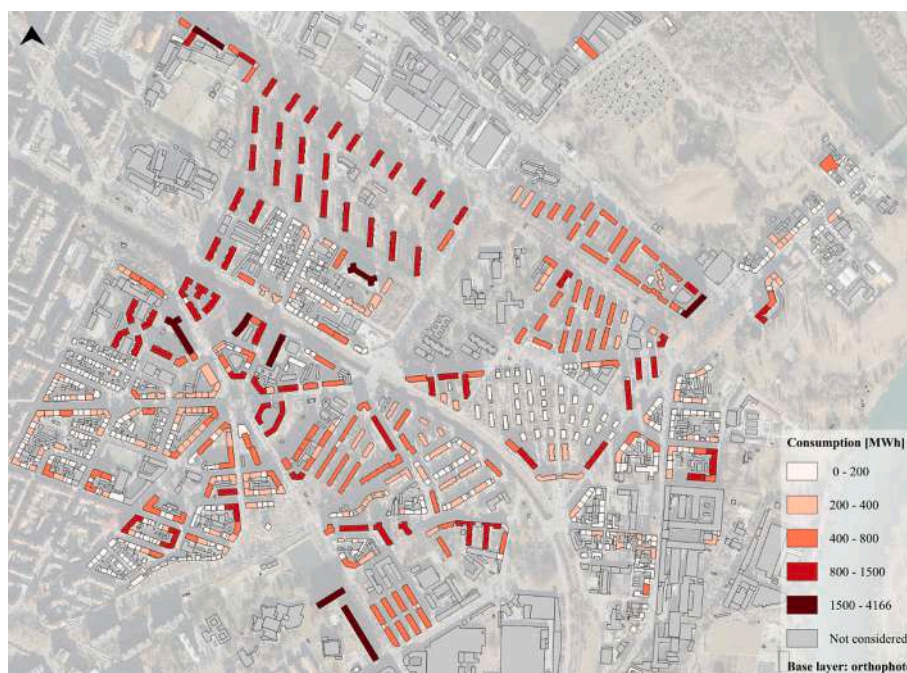 Consumption [MWh]
0 - 200
200 - 400
400 - 800
800 - 1500
1500 - 4166
Not considered
Base layer: orthophoto